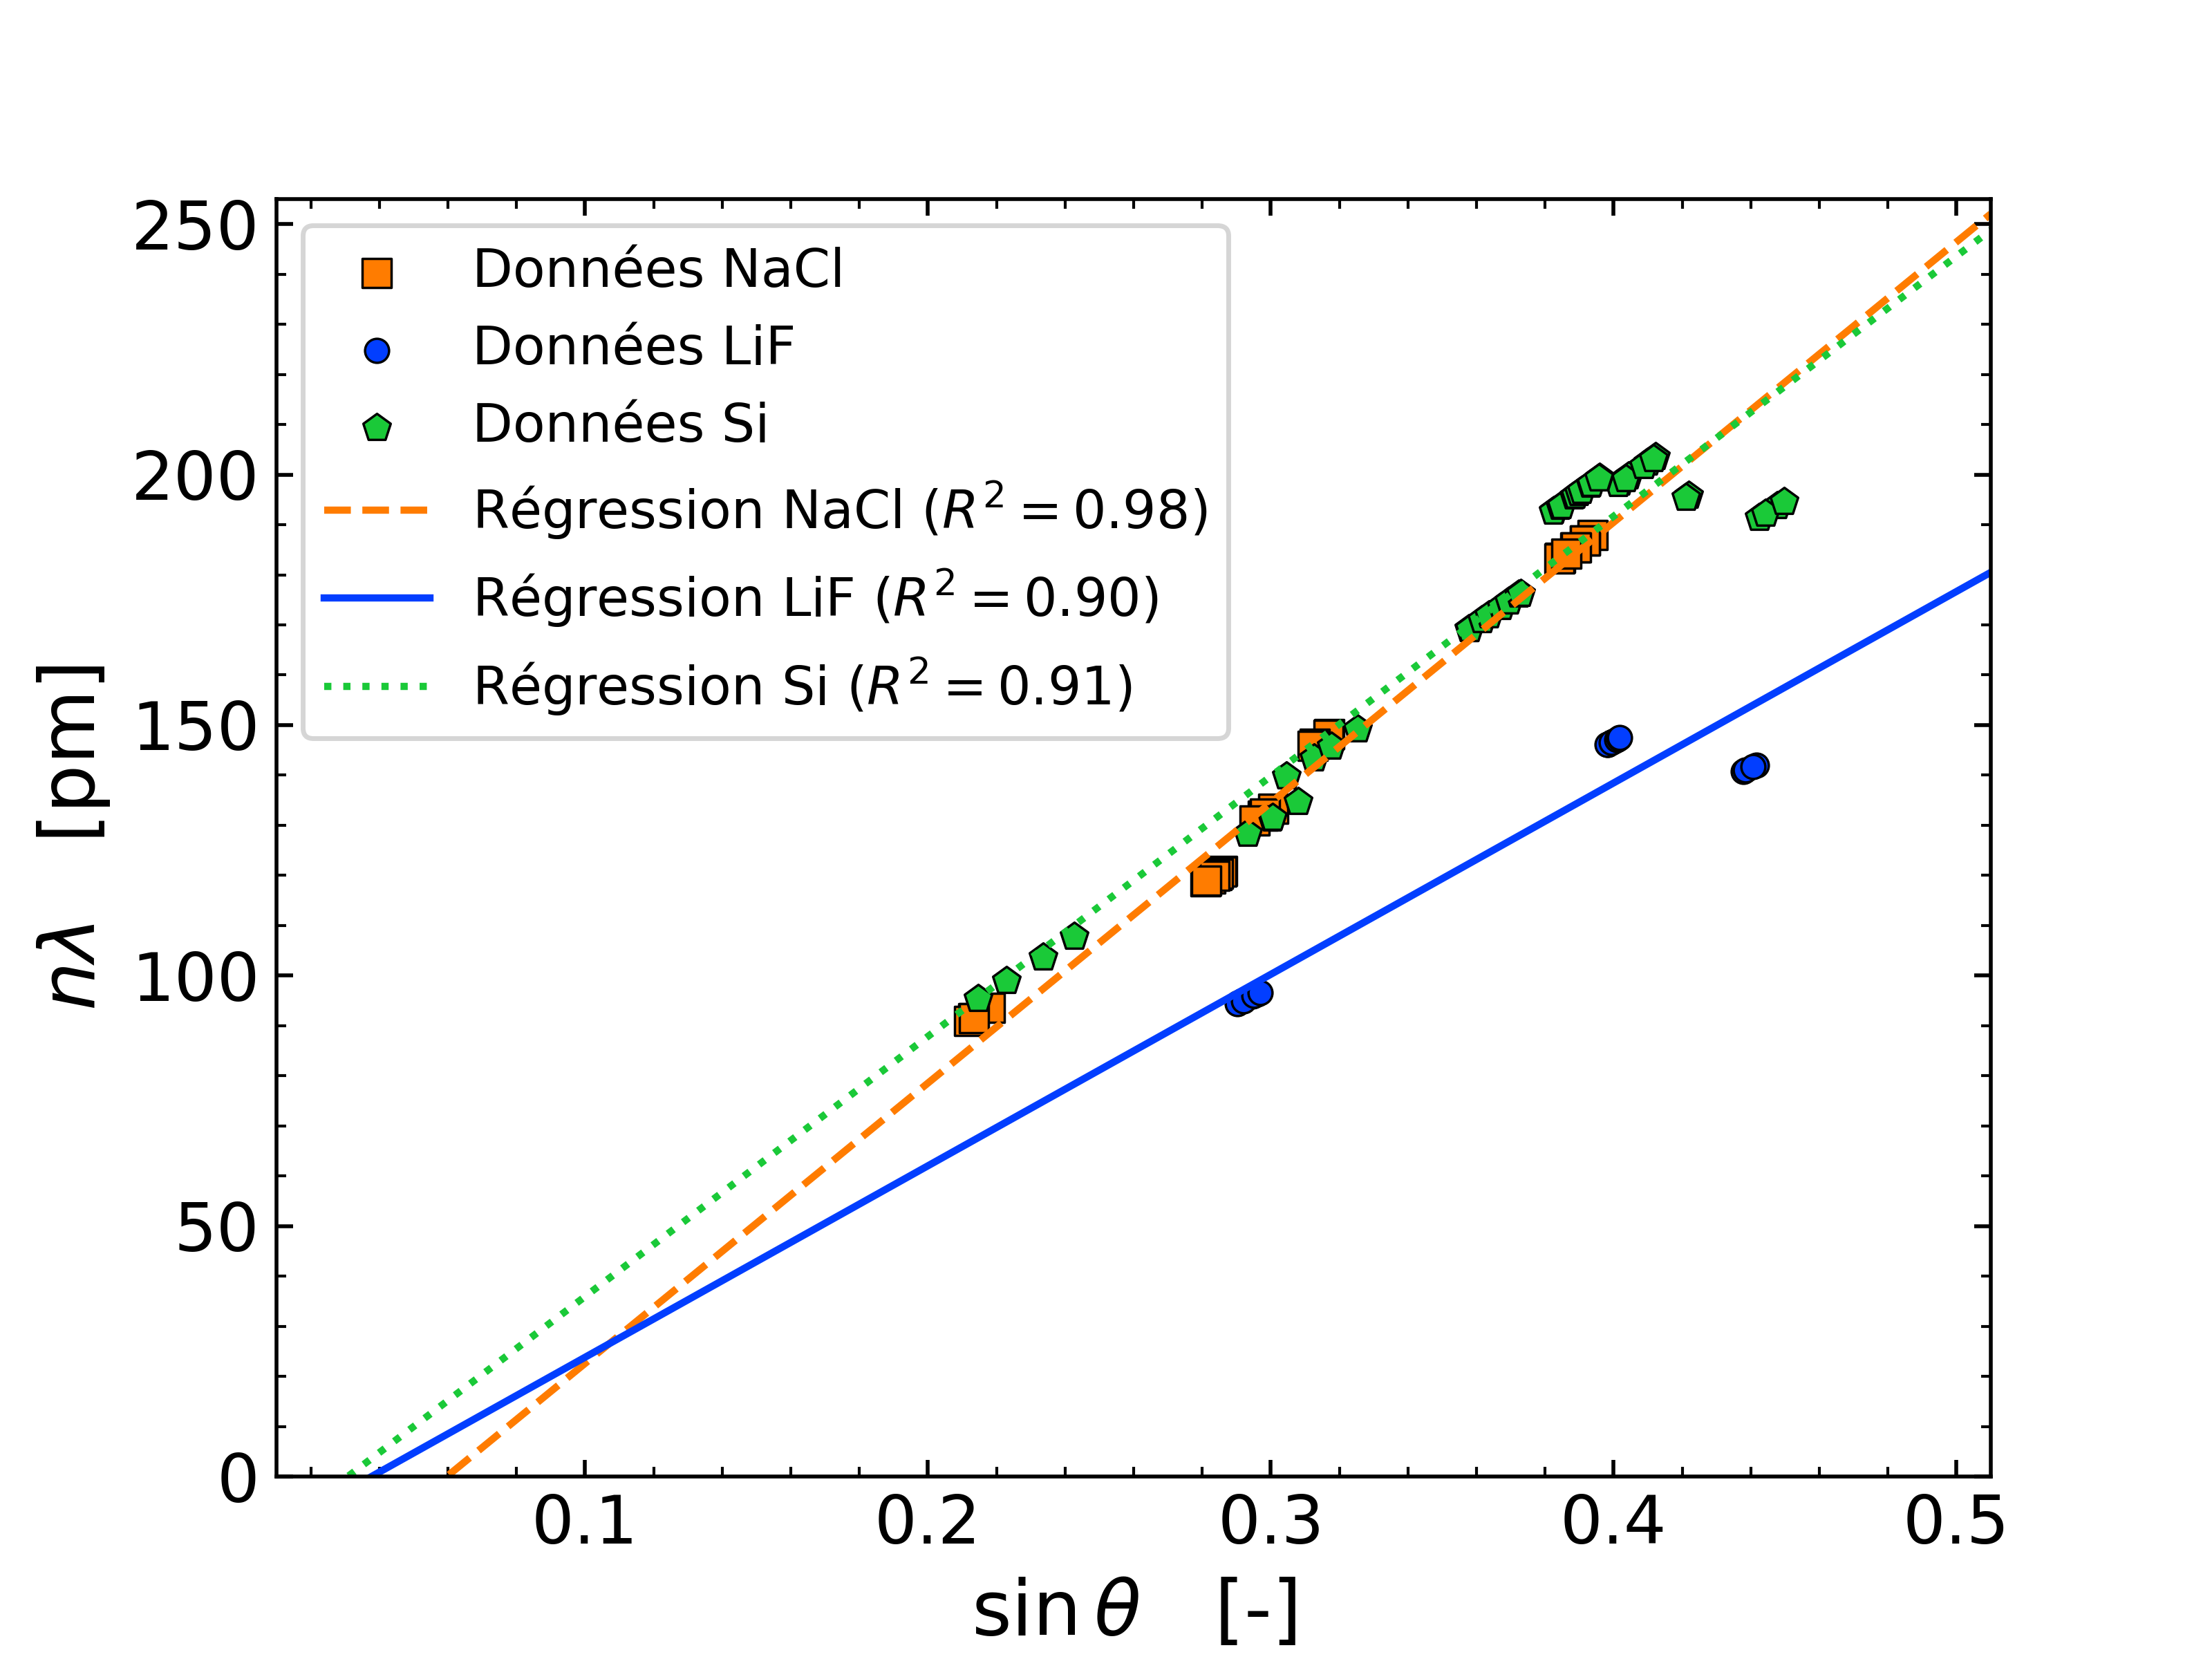 250
200
150
100
50
0
nλ [pm]
Données NaCl
Données LiF
Données Si
Régression NaCl (R² = 0.98)
Régression LiF (R² = 0.90)
Régression Si (R² = 0.91)
0.1 0.2 0.3 0.4 0.5
sin θ [-]